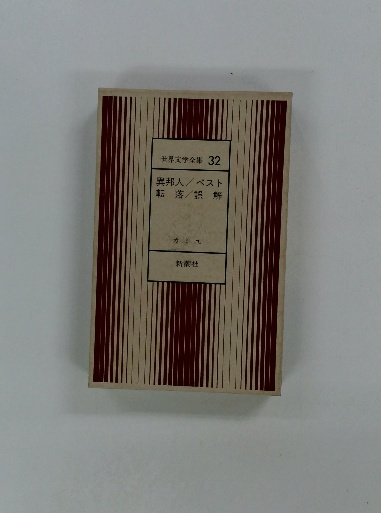 世界文学全集 32
異邦人／ペスト
転落／誤解
カミュ
新潮社